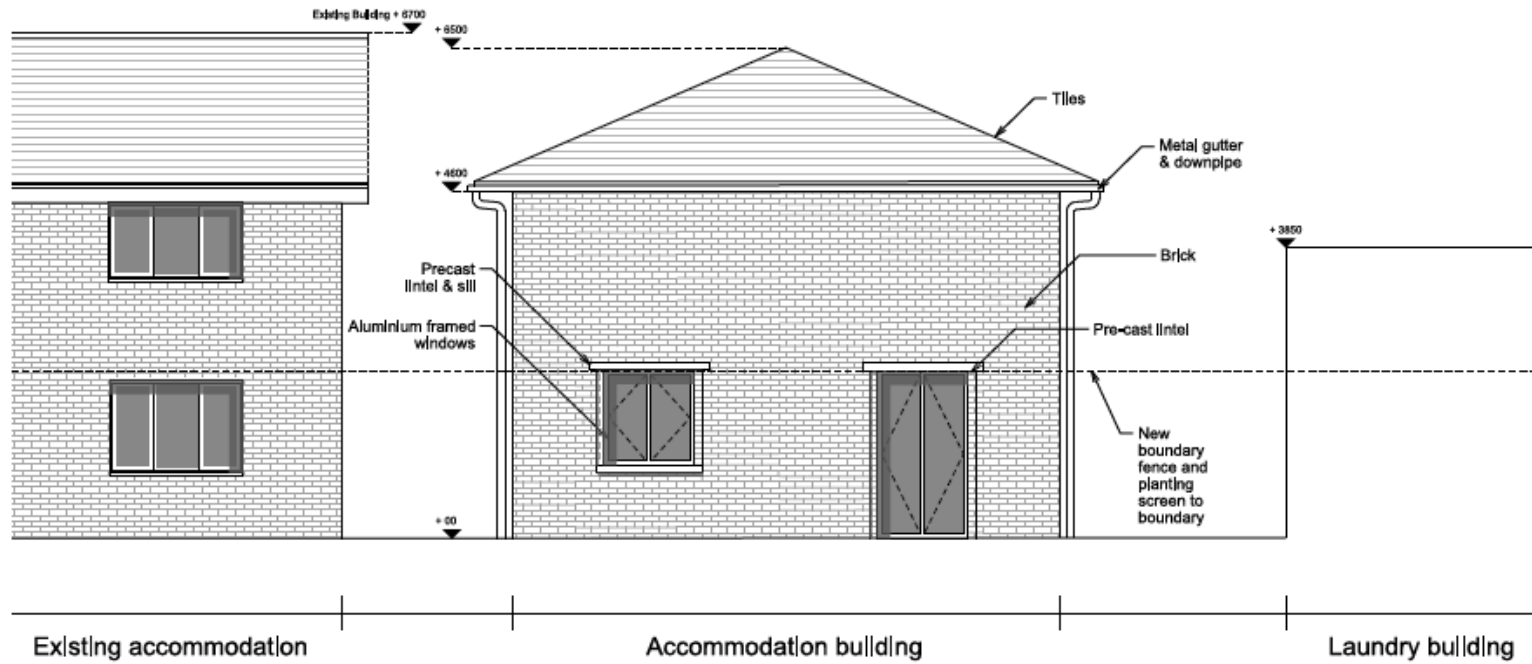 Existing Building + 6700
+ 6500
Tiles
Metal gutter
& downpipe
+ 4600
+ 3850
Brick
Precast
lintel & sill
Aluminium framed
windows
Pre-cast lintel
New
boundary
fence and
planting
screen to
boundary
+ 00
Existing accommodation
Accommodation building
Laundry building